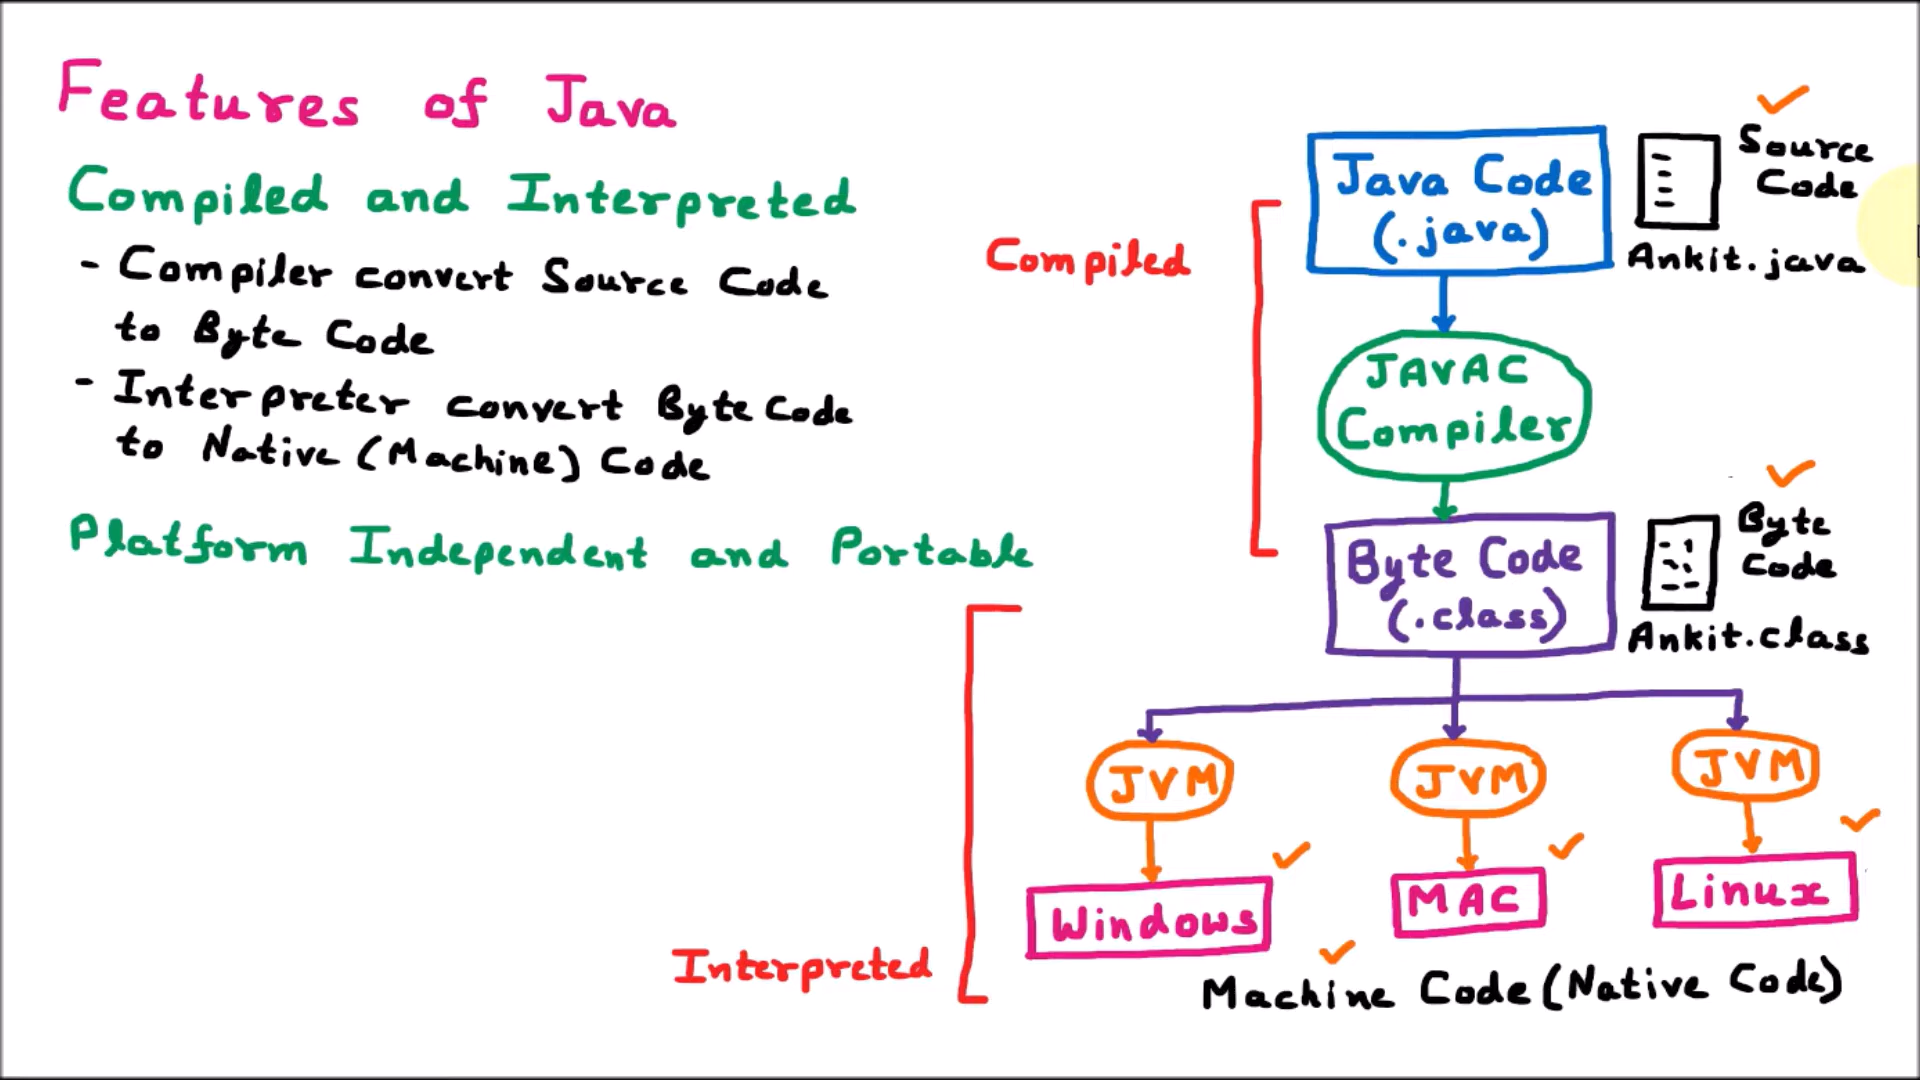 Features of Java
Compiled and Interpreted
- Compiler convert Source Code
to Byte Code
- Interpreter convert Byte Code
to Native (Machine) Code
Platform Independent and Portable
Source
Code
Java Code
(.java)
Ankit.java
Compiled
JAVAC
Compiler
Byte
Code
Byte Code
(.class)
Ankit.class
JVM
JVM
JVM
Windows
MAC
Linux
Interpreted
Machine Code (Native Code)